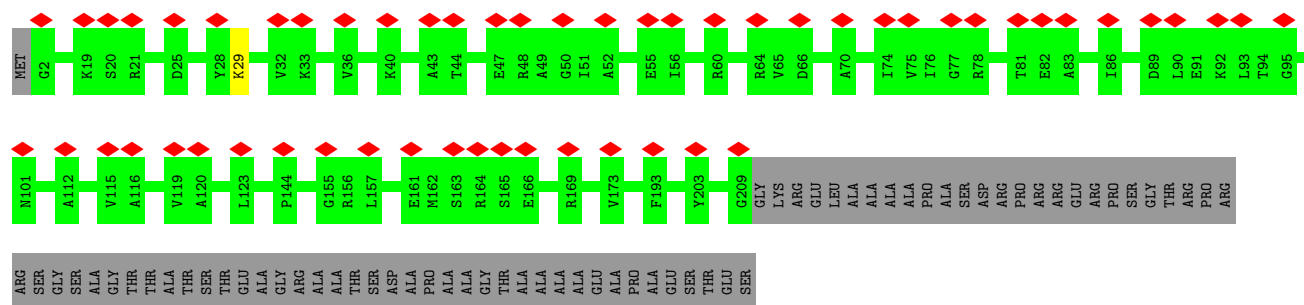 MET G2 K19 S20 R21 D25 Y28 K29 V32 K33 V36 K40 A43 T44 E47 R48 A49 G50 I51 A52 E55 I56 R60 R64 V65 D66 A70 I74 V75 I76 G77 R78 T81 E82 A83 I86 D89 L90 E91 K92 L93 T94 G95
N101 A112 V115 A116 V119 A120 L123 P144 G155 R156 L157 E161 M162 S163 R164 S165 E166 R169 V173 F193 Y203 G209 GLY LYS ARG GLU LEU ALA ALA ALA ALA PRO ALA SER ASP ARG PRO ARG ARG GLU ARG PRO SER GLY THR ARG PRO ARG
ARG SER GLY SER ALA GLY THR THR ALA THR SER THR GLU ALA GLY ARG ALA ALA THR SER ASP ALA PRO ALA ALA GLY THR ALA ALA ALA ALA GLU ALA PRO ALA GLU SER THR GLU SER